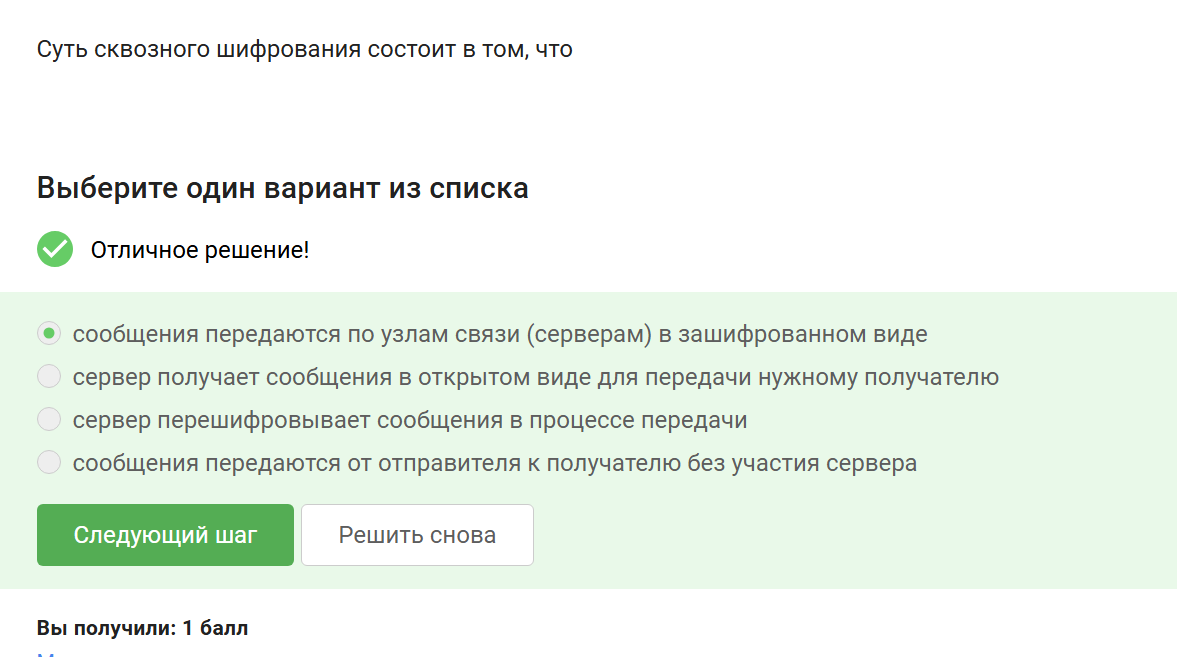 Суть сквозного шифрования состоит в том, что
Выберите один вариант из списка
Отличное решение!
сообщения передаются по узлам связи (серверам) в зашифрованном виде
сервер получает сообщения в открытом виде для передачи нужному получателю
сервер перешифровывает сообщения в процессе передачи
сообщения передаются от отправителя к получателю без участия сервера
Следующий шаг
Решить снова
Вы получили: 1 балл